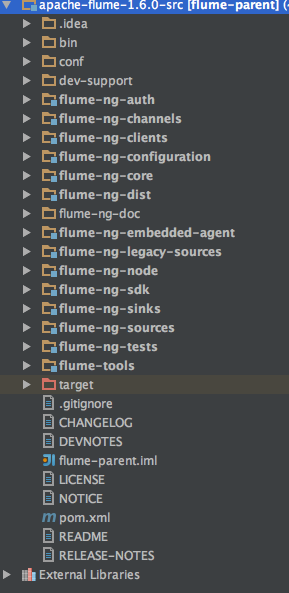 apache-flume-1.6.0-src [flume-parent] (
.idea
bin
conf
dev-support
flume-ng-auth
flume-ng-channels
flume-ng-clients
flume-ng-configuration
flume-ng-core
flume-ng-dist
flume-ng-doc
flume-ng-embedded-agent
flume-ng-legacy-sources
flume-ng-node
flume-ng-sdk
flume-ng-sinks
flume-ng-sources
flume-ng-tests
flume-tools
target
.gitignore
CHANGELOG
DEVNOTES
flume-parent.iml
LICENSE
NOTICE
pom.xml
README
RELEASE-NOTES
External Libraries